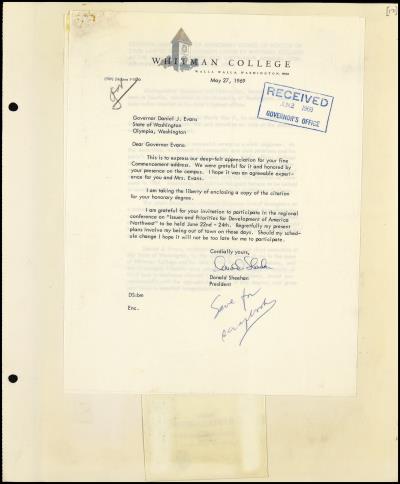 WHITMAN COLLEGE
WALLA WALLA, WASHINGTON, 99362
May 27, 1969
RECEIVED
JUN 2 1969
GOVERNOR'S OFFICE
Governor Daniel J. Evans
State of Washington
Olympia, Washington
Dear Governor Evans:
This is to express our deep-felt appreciation for your fine
Commencement address. We were grateful for it and honored by
your presence on the campus. I hope it was an agreeable experi-
ence for you and Mrs. Evans.
I am taking the liberty of enclosing a copy of the citation
for your honorary degree.
I am grateful for your invitation to participate in the regional
conference on "Issues and Priorities for Development of America
Northwest" to be held June 22nd - 24th. Regretfully my present
plans involve my being out of town on those days. Should my sched-
ule change I hope it will not be too late for me to participate.
Cordially yours,
Donald Sheehan
Donald Sheehan
President
DS:bm
Enc.
Save for
scrapbook